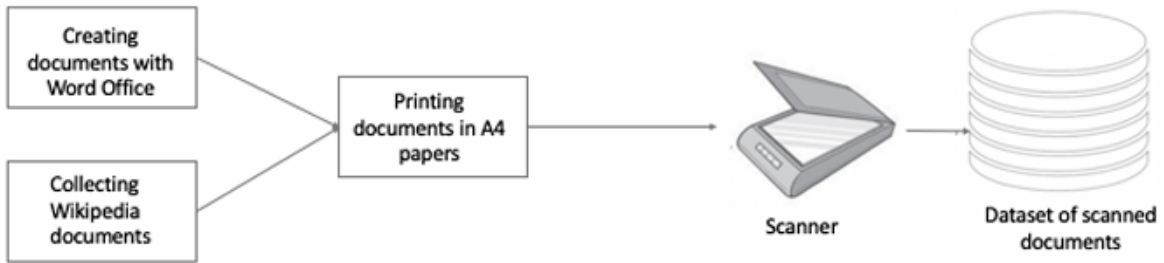 Creating
documents with
Word Office
Collecting
Wikipedia
documents
Printing
documents in A4
papers
Scanner
Dataset of scanned
documents